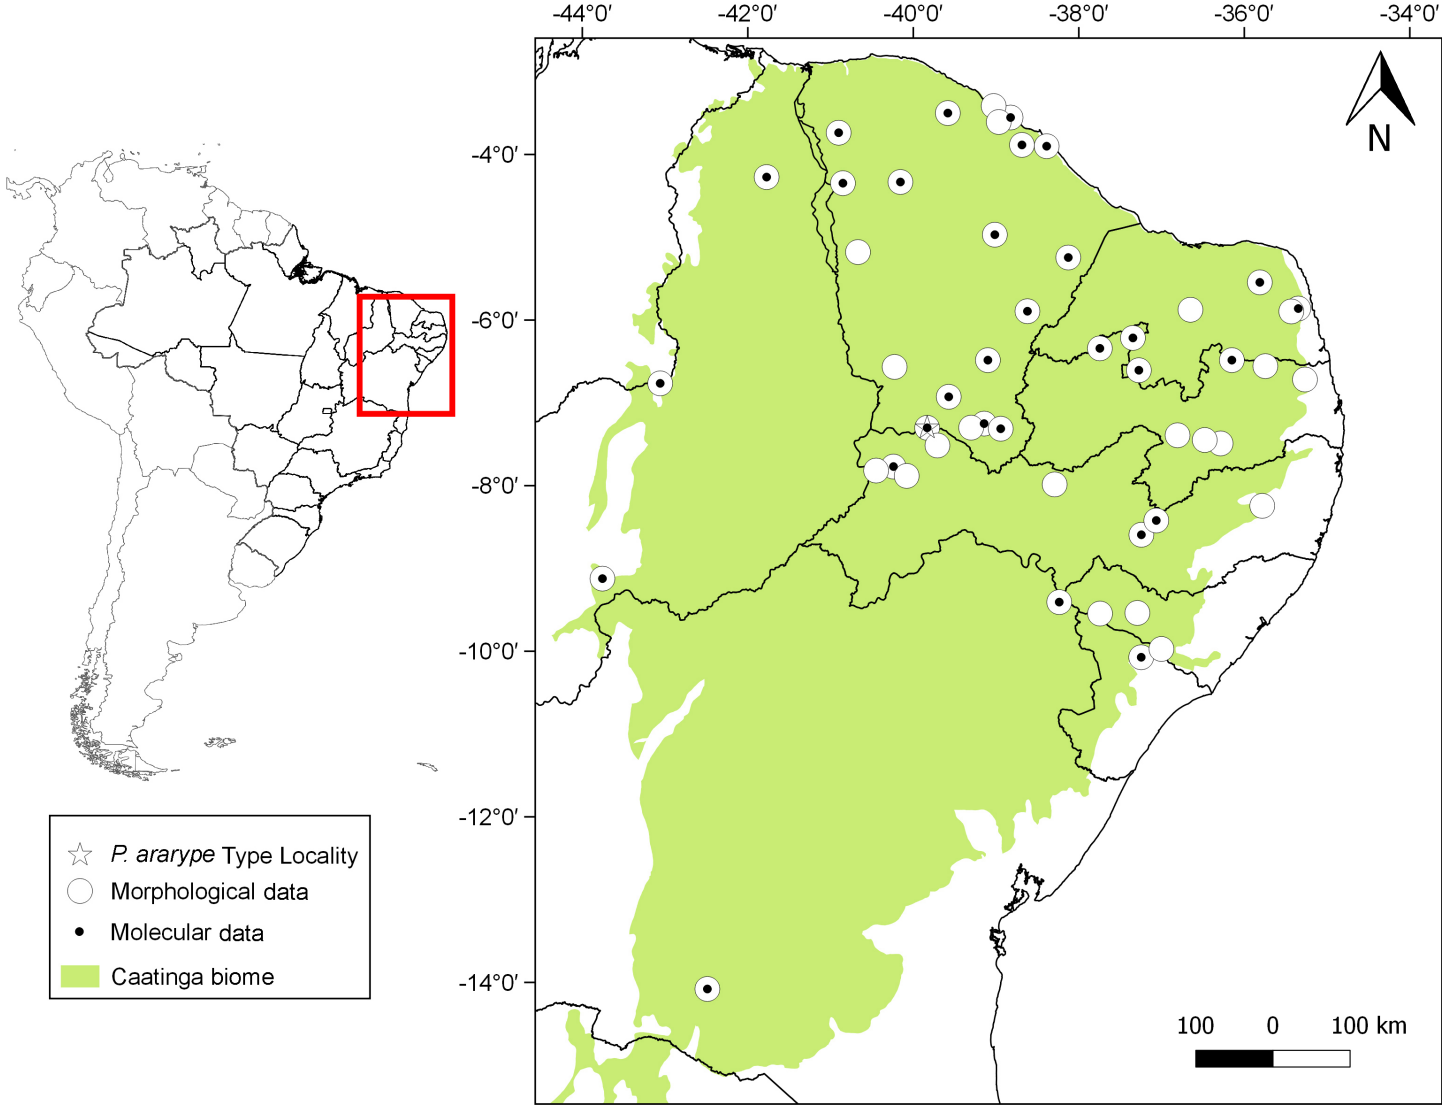 -44°0′ -42°0′ -40°0′ -38°0′ -36°0′ -34°0′
N
-4°0′
-6°0′
-8°0′
-10°0′
-12°0′
-14°0′
P. ararype Type Locality
Morphological data
Molecular data
Caatinga biome
100 0 100 km